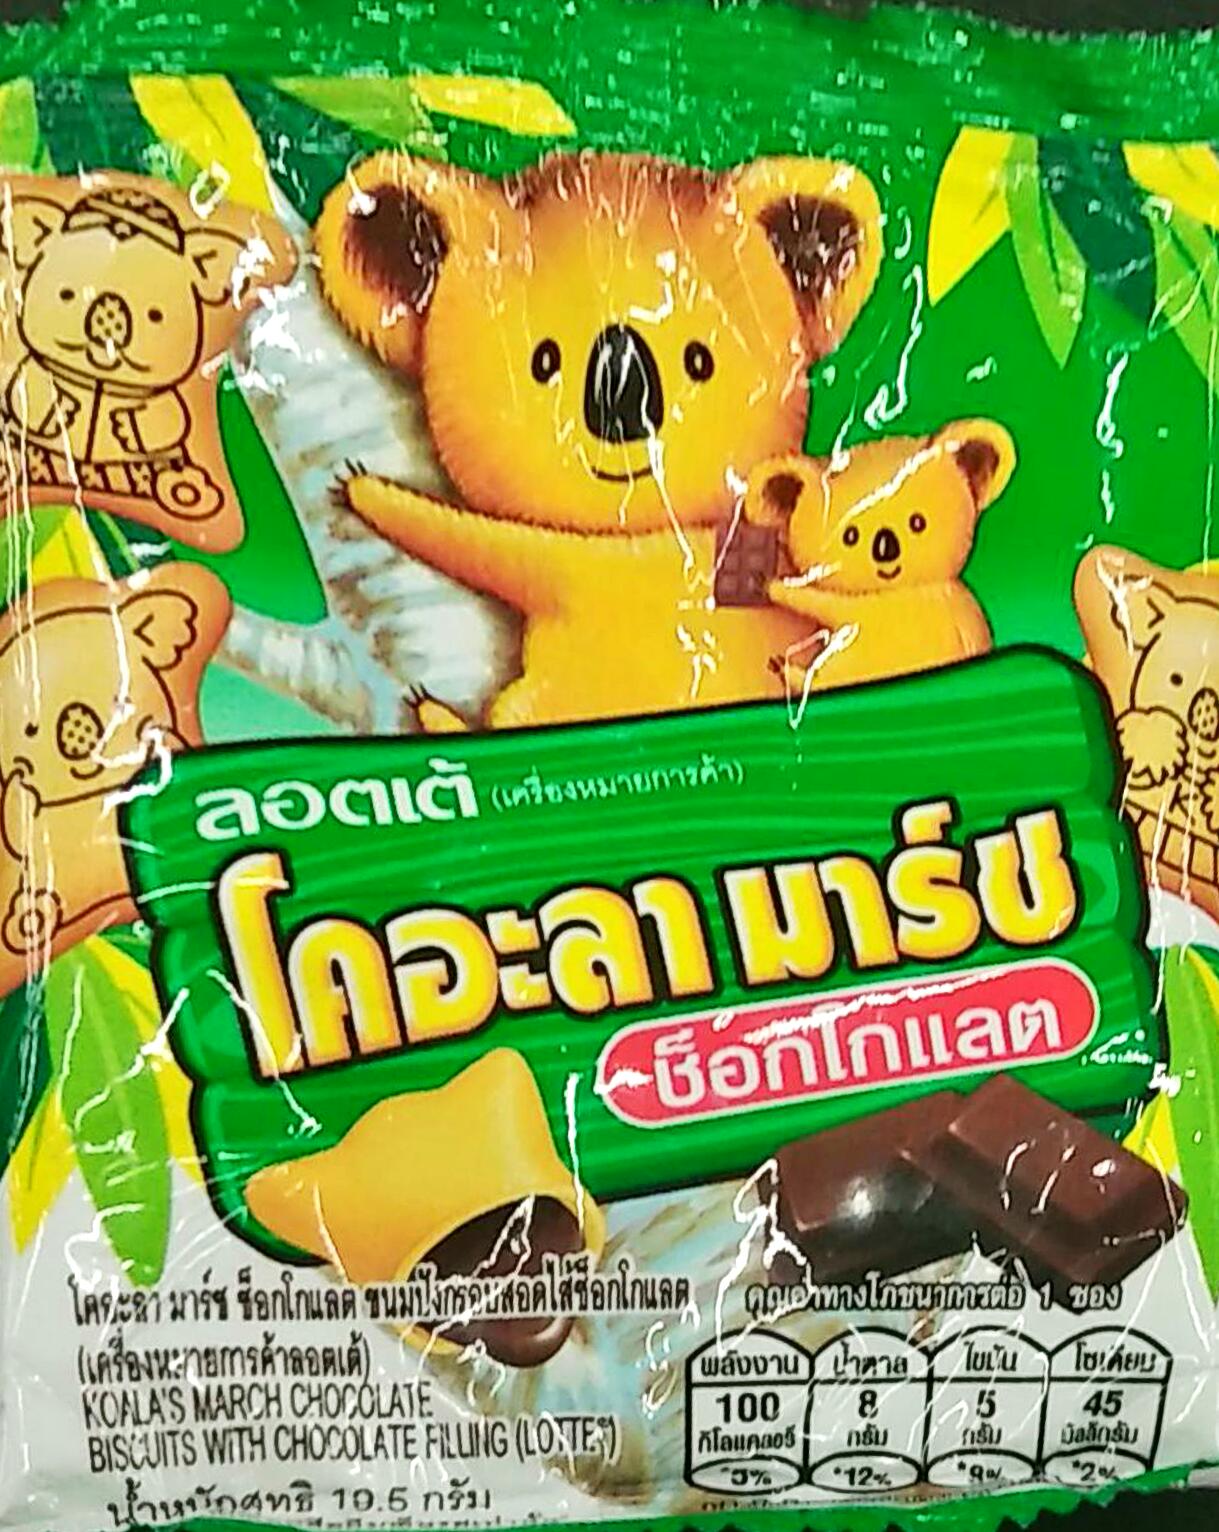 ลอตเต้ (เครื่องหมายการค้า)
โคอะลา มาร์ช
ช็อกโกแลต
โคอะลา มาร์ช ช็อกโกแลต ขนมปังกรอบสอดไส้ช็อกโกแลต
(เครื่องหมายการค้าลอตเต้)
KOALA'S MARCH CHOCOLATE
BISCUITS WITH CHOCOLATE FILLING (LOTTE)
น้ำหนักสุทธิ 19.5 กรัม
คุณค่าทางโภชนาการต่อ 1 ซอง
พลังงาน น้ำตาล ไขมัน โซเดียม
100 8 5 45
กิโลแคลอรี กรัม กรัม มิลลิกรัม
*5% *12% *8% *2%